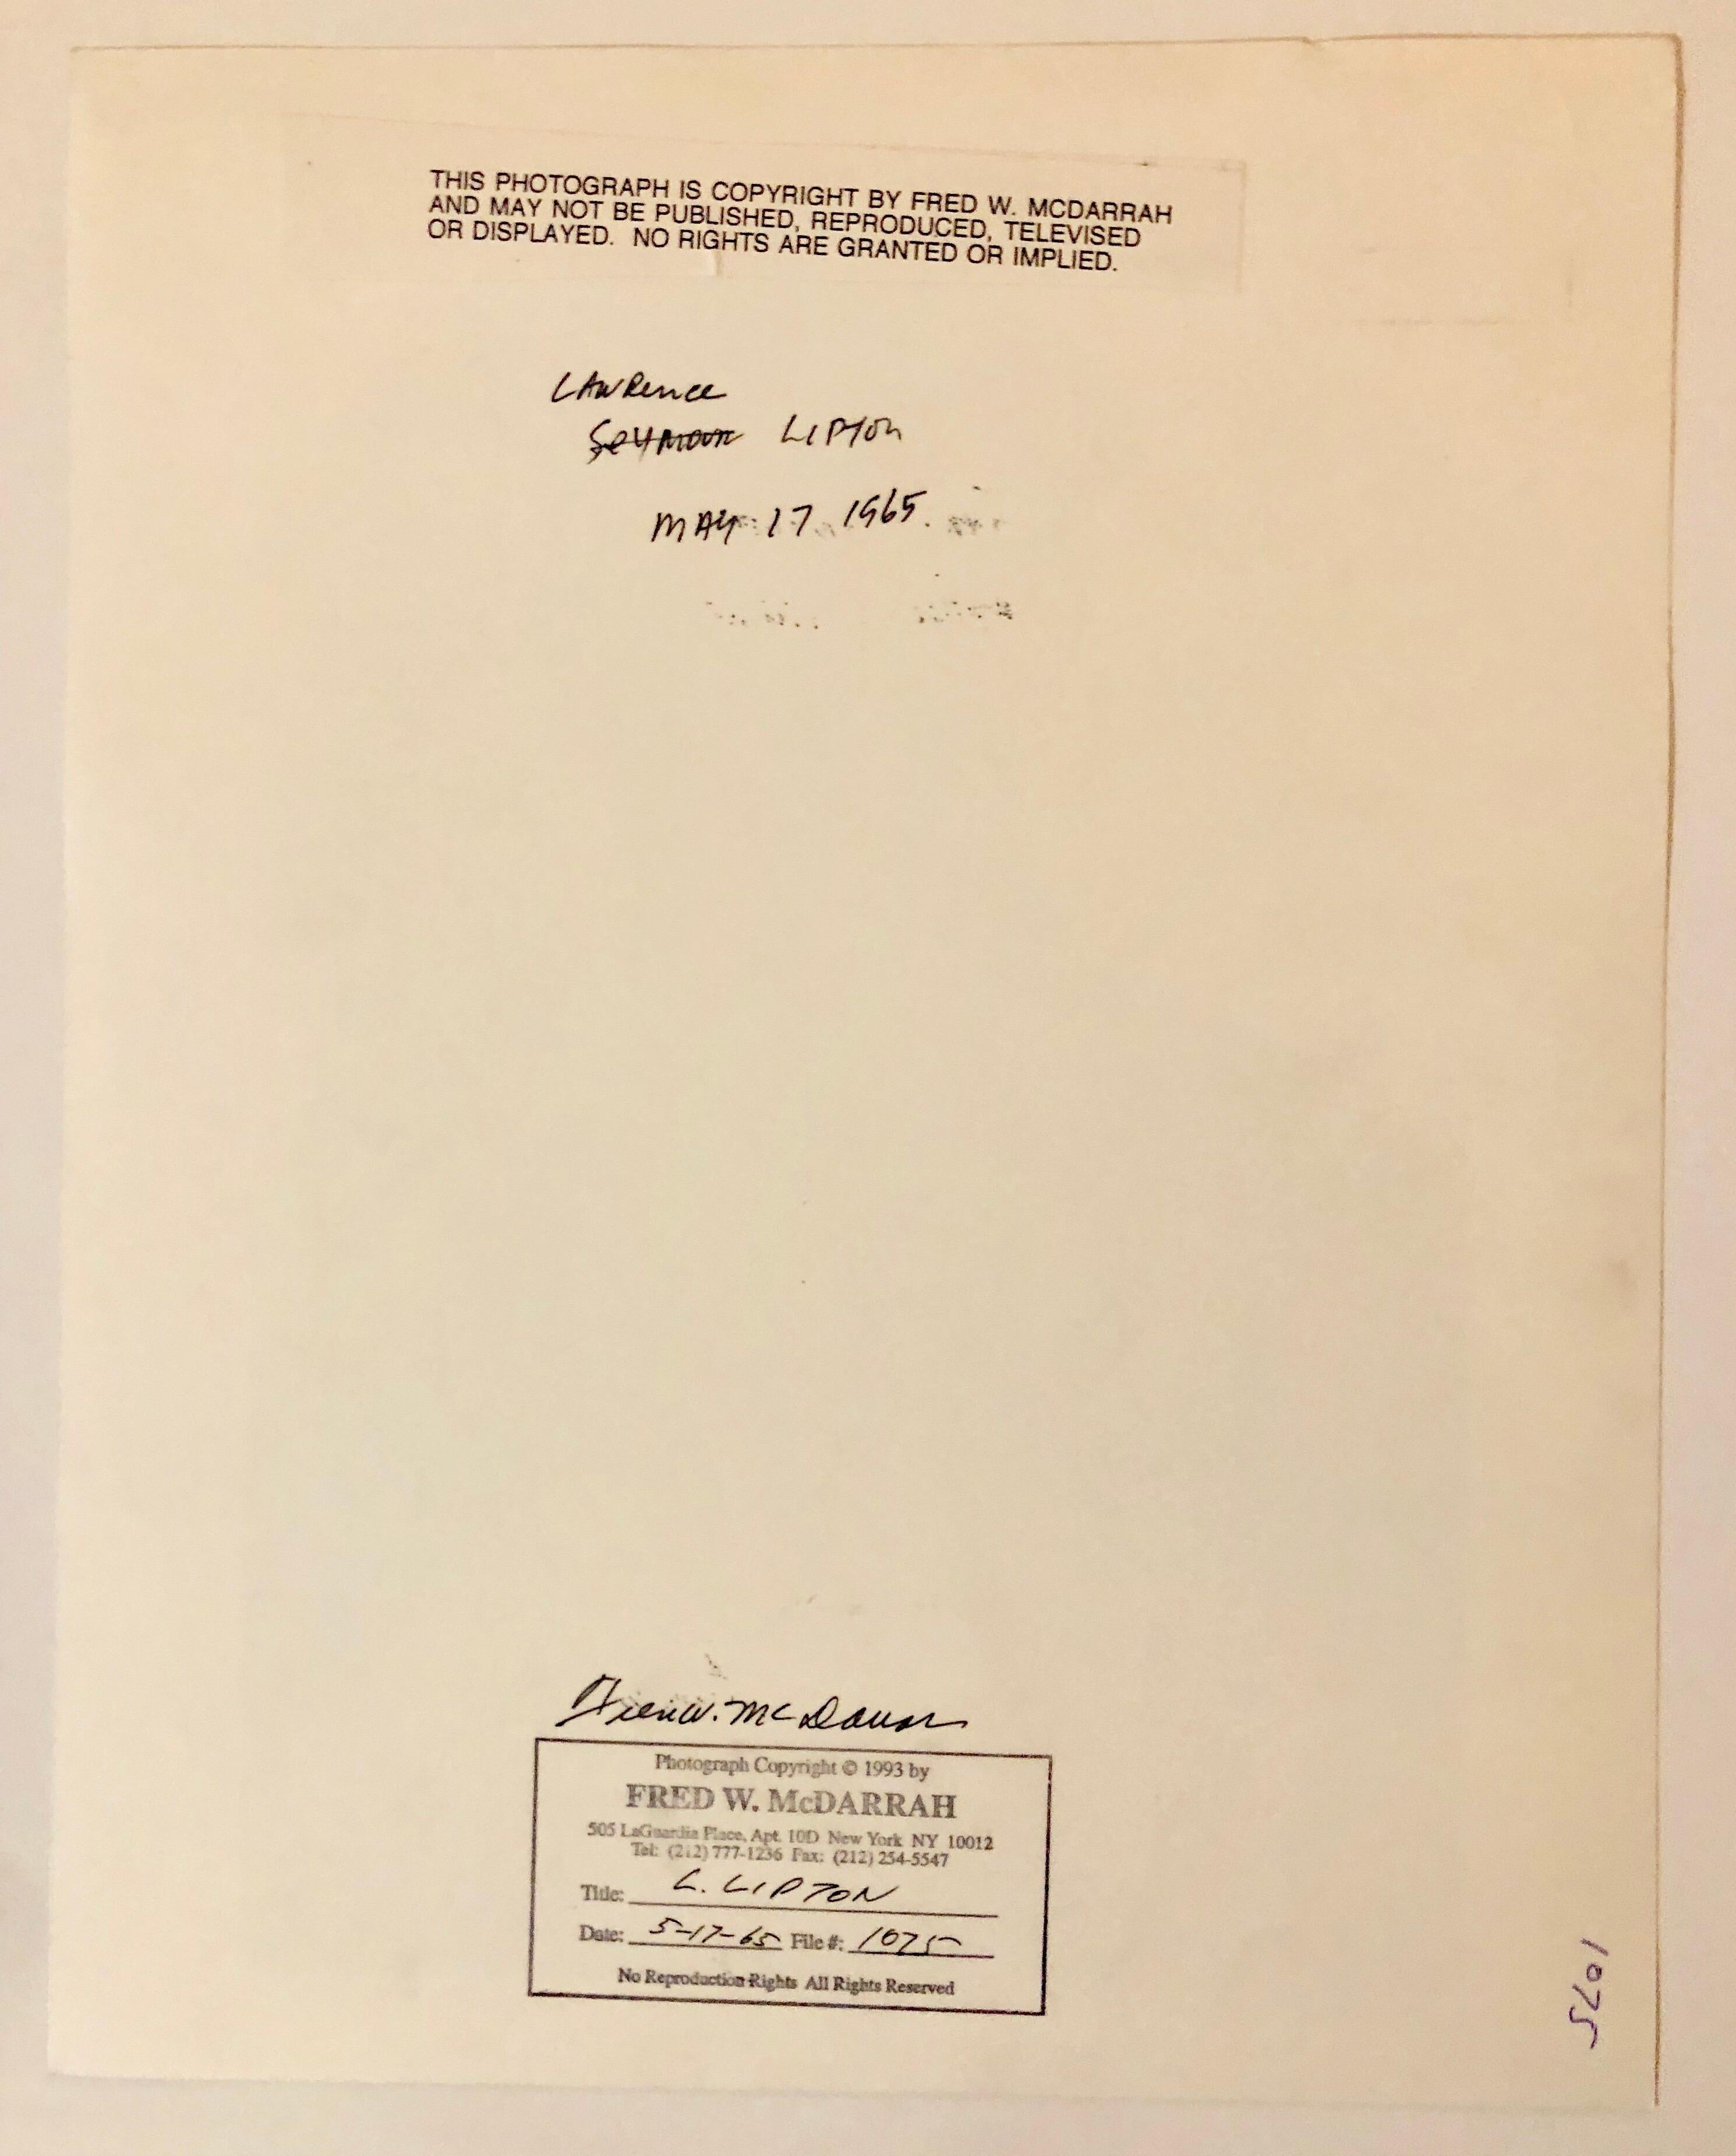 THIS PHOTOGRAPH IS COPYRIGHT BY FRED W. MCDARRAH
AND MAY NOT BE PUBLISHED, REPRODUCED, TELEVISED
OR DISPLAYED. NO RIGHTS ARE GRANTED OR IMPLIED.
LAWRence
Seymour LIPTON
MAY 17 1965.
Fred W. McDarrah
Photograph Copyright © 1993 by
FRED W. McDARRAH
505 LaGuardia Place, Apt. 10D New York NY 10012
Tel: (212) 777-1236 Fax: (212) 254-5547
Title: L. LIPTON
Date: 5-17-65 File #: 1075
No Reproduction Rights All Rights Reserved
1075